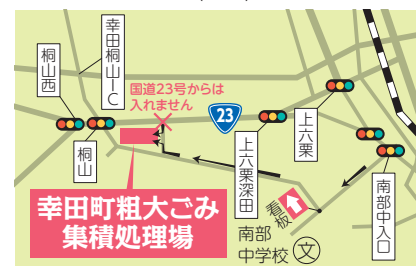 桐山西
幸田桐山IC
国道23号からは
入れません
23
桐山
上六栗深田
上六栗
南部中入口
幸田町粗大ごみ
集積処理場
看板
南部
中学校
文